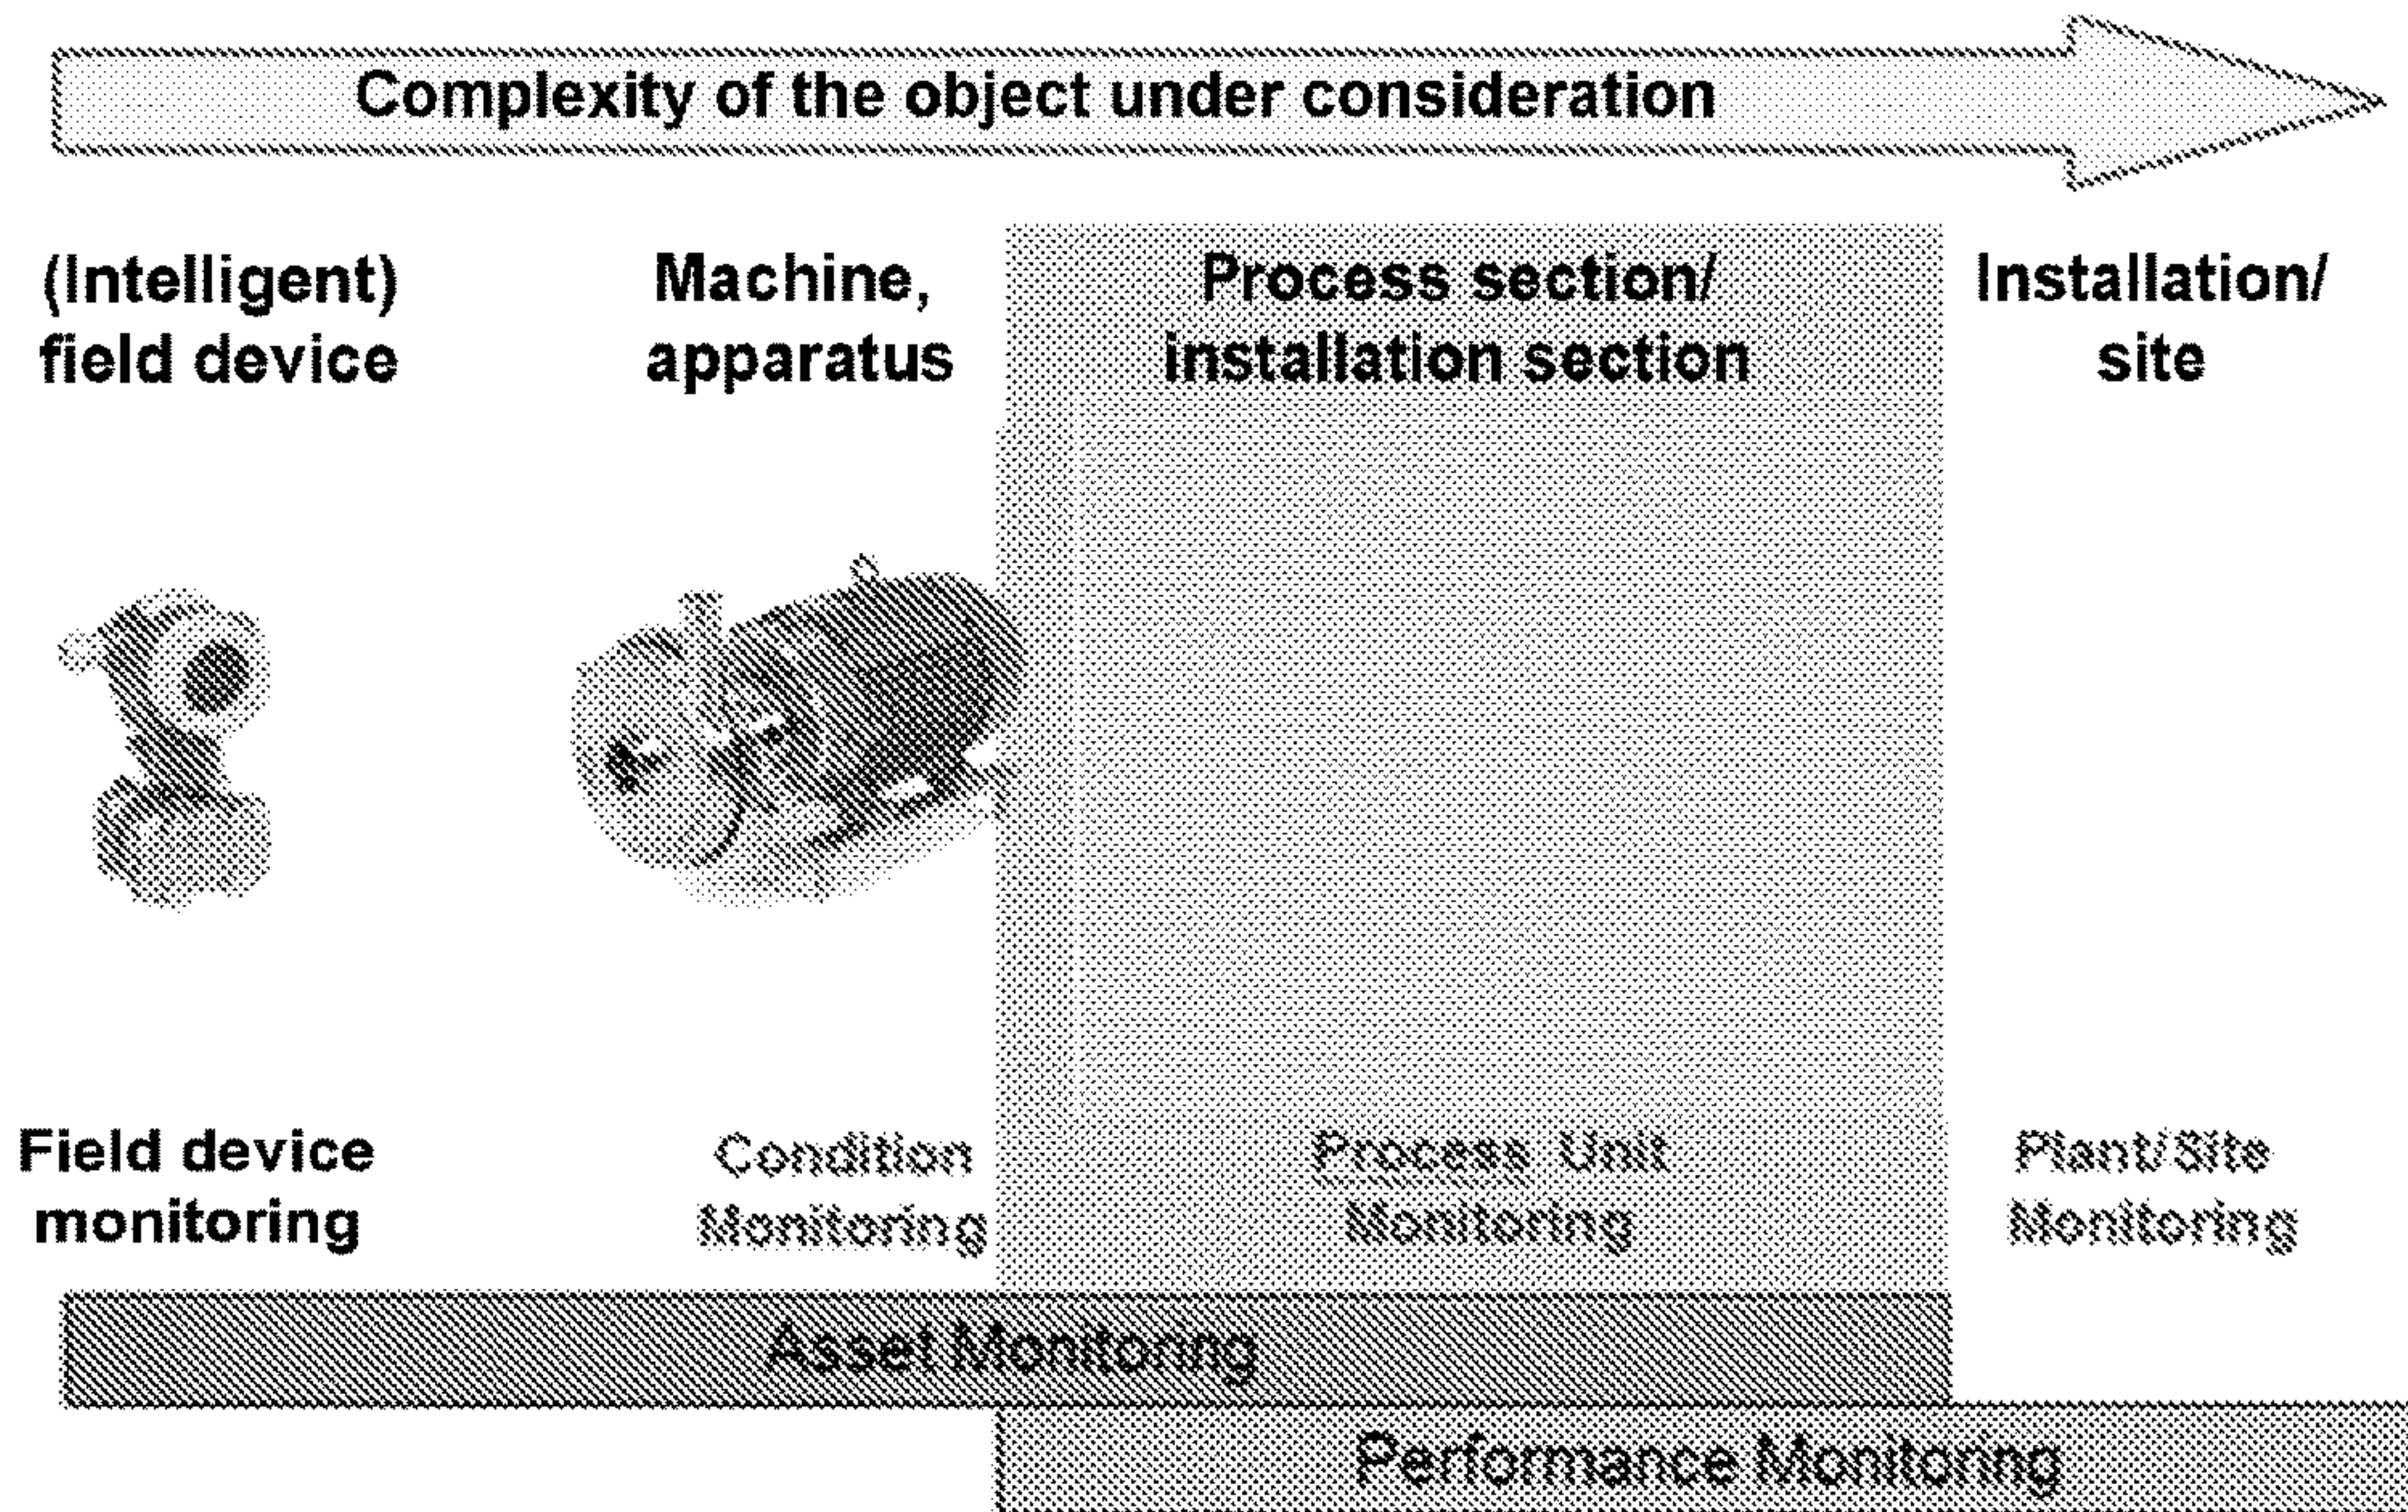 Complexity of the object under consideration
(Intelligent)
field device
Machine,
apparatus
Process section/
installation section
Installation/
site
Field device
monitoring
Condition
Monitoring
Process Unit
Monitoring
Plant/Site
Monitoring
Asset Monitoring
Performance Monitoring